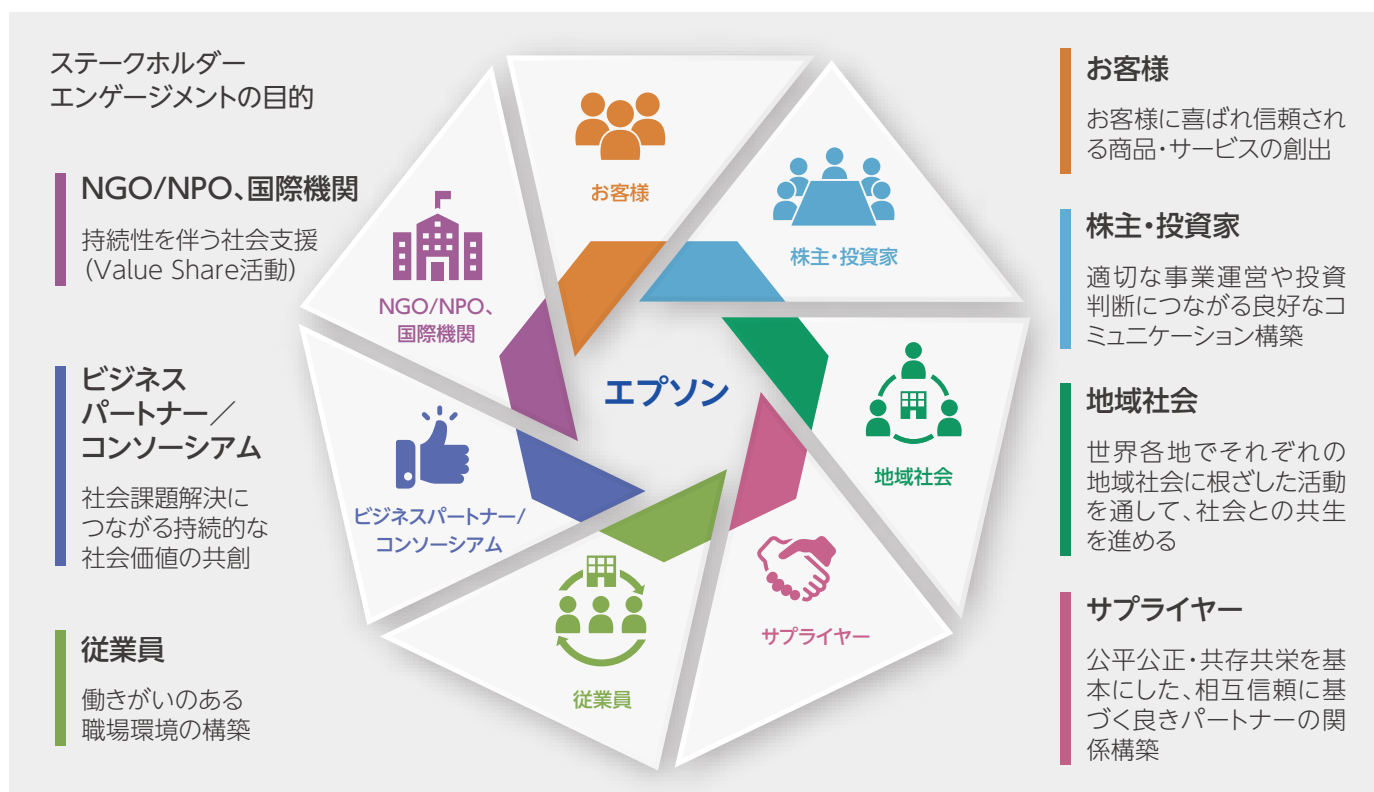 ステークホルダー
エンゲージメントの目的
NGO/NPO、国際機関
持続性を伴う社会支援
（Value Share活動）
ビジネス
パートナー／
コンソーシアム
社会課題解決に
つながる持続的な
社会価値の共創
従業員
働きがいのある
職場環境の構築
お客様
株主・投資家
NGO/NPO、
国際機関
エプソン
地域社会
ビジネスパートナー/
コンソーシアム
サプライヤー
従業員
お客様
お客様に喜ばれ信頼され
る商品・サービスの創出
株主・投資家
適切な事業運営や投資
判断につながる良好なコ
ミュニケーション構築
地域社会
世界各地でそれぞれの
地域社会に根ざした活動
を通して、社会との共生
を進める
サプライヤー
公平公正・共存共栄を基
本にした、相互信頼に基
づく良きパートナーの関
係構築